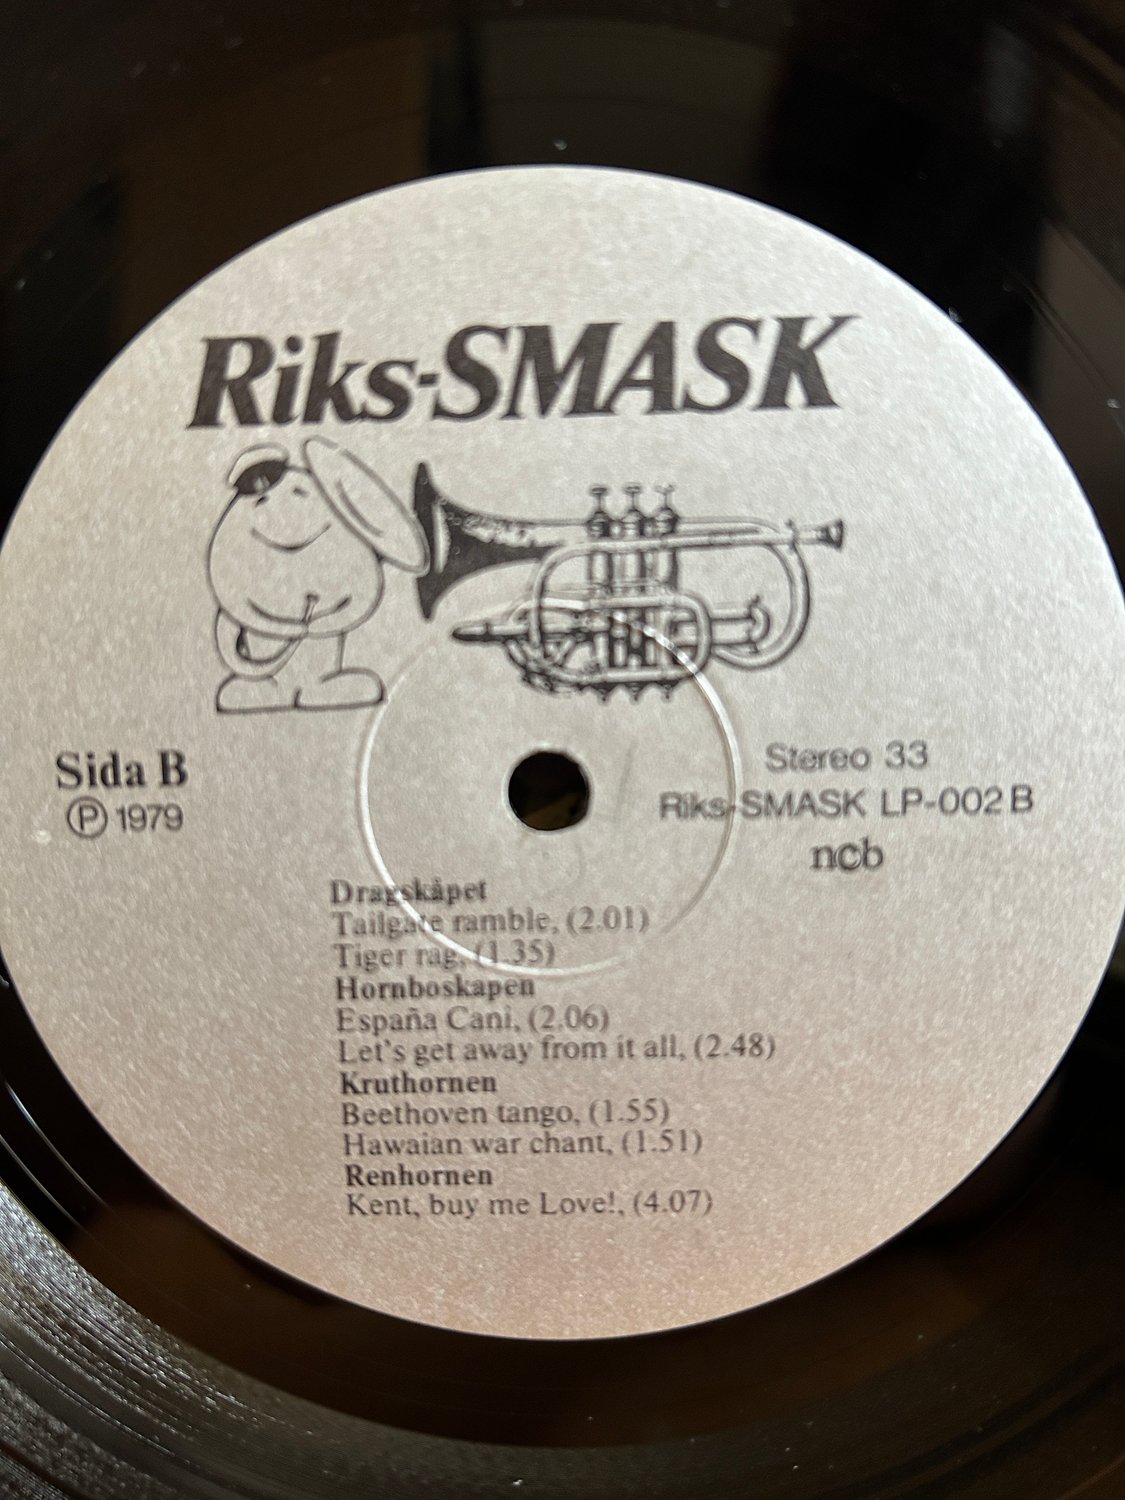 Riks-SMASK
Sida B
Ⓟ 1979
Stereo 33
Riks-SMASK LP-002 B
ncb
Dragskåpet
Tailgate ramble, (2.01)
Tiger rag, (1.35)
Hornboskapen
España Cani, (2.06)
Let's get away from it all, (2.48)
Kruthornen
Beethoven tango, (1.55)
Hawaian war chant, (1.51)
Renhornen
Kent, buy me Love!, (4.07)